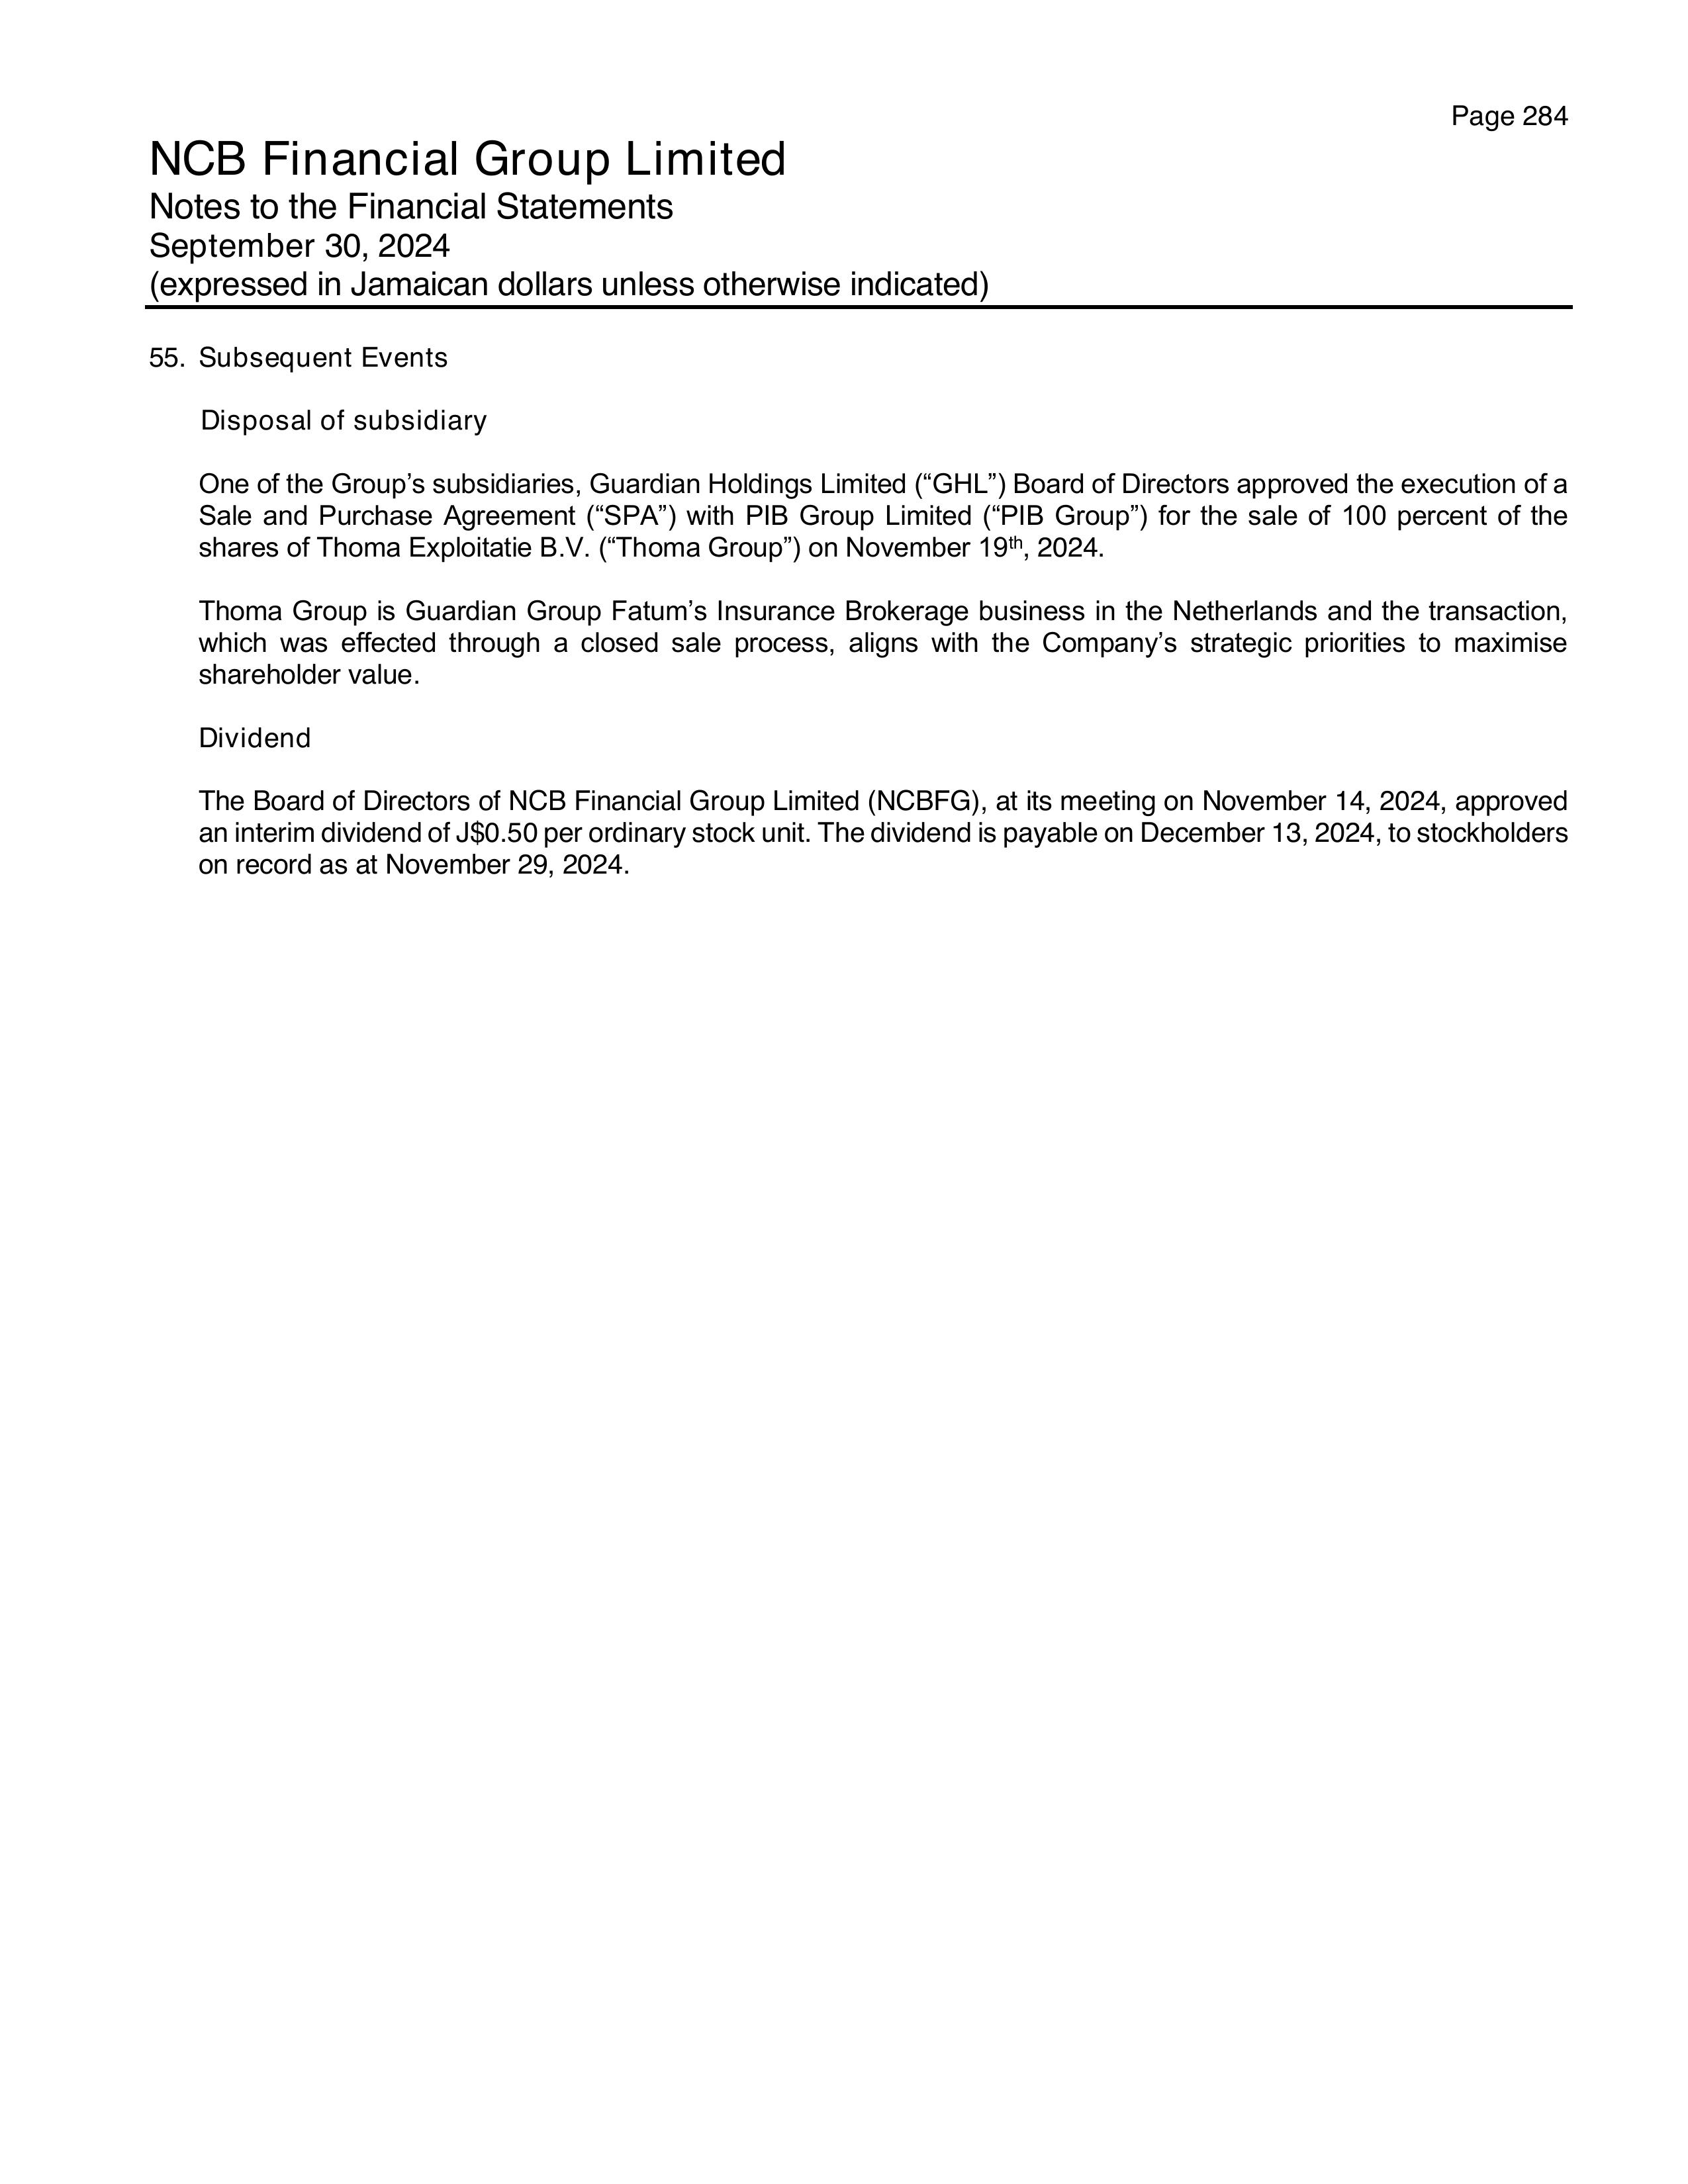 Page 284
NCB Financial Group Limited
Notes to the Financial Statements
September 30, 2024
(expressed in Jamaican dollars unless otherwise indicated)
55. Subsequent Events
Disposal of subsidiary
One of the Group’s subsidiaries, Guardian Holdings Limited (“GHL”) Board of Directors approved the execution of a
Sale and Purchase Agreement (“SPA”) with PIB Group Limited (“PIB Group”) for the sale of 100 percent of the
shares of Thoma Exploitatie B.V. (“Thoma Group”) on November 19th, 2024.
Thoma Group is Guardian Group Fatum’s Insurance Brokerage business in the Netherlands and the transaction,
which was effected through a closed sale process, aligns with the Company’s strategic priorities to maximise
shareholder value.
Dividend
The Board of Directors of NCB Financial Group Limited (NCBFG), at its meeting on November 14, 2024, approved
an interim dividend of J$0.50 per ordinary stock unit. The dividend is payable on December 13, 2024, to stockholders
on record as at November 29, 2024.